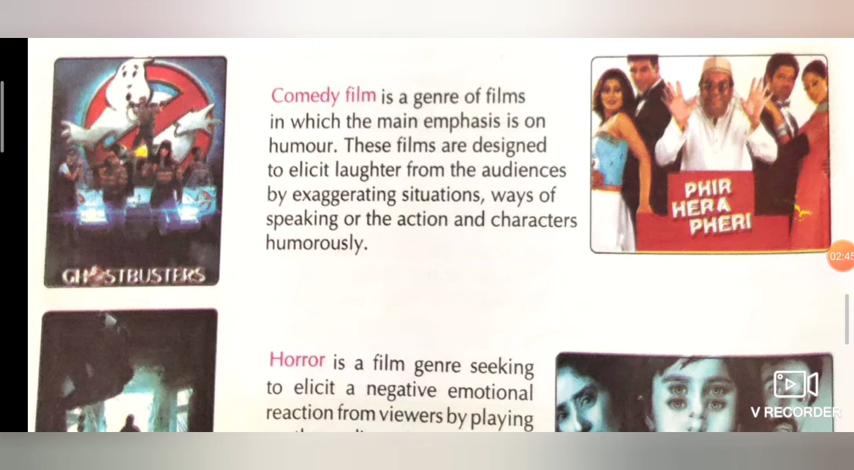 GHOSTBUSTERS
Comedy film is a genre of films
in which the main emphasis is on
humour. These films are designed
to elicit laughter from the audiences
by exaggerating situations, ways of
speaking or the action and characters
humorously.
PHIR
HERA
PHERI
02:45
Horror is a film genre seeking
to elicit a negative emotional
reaction from viewers by playing
V RECORDER